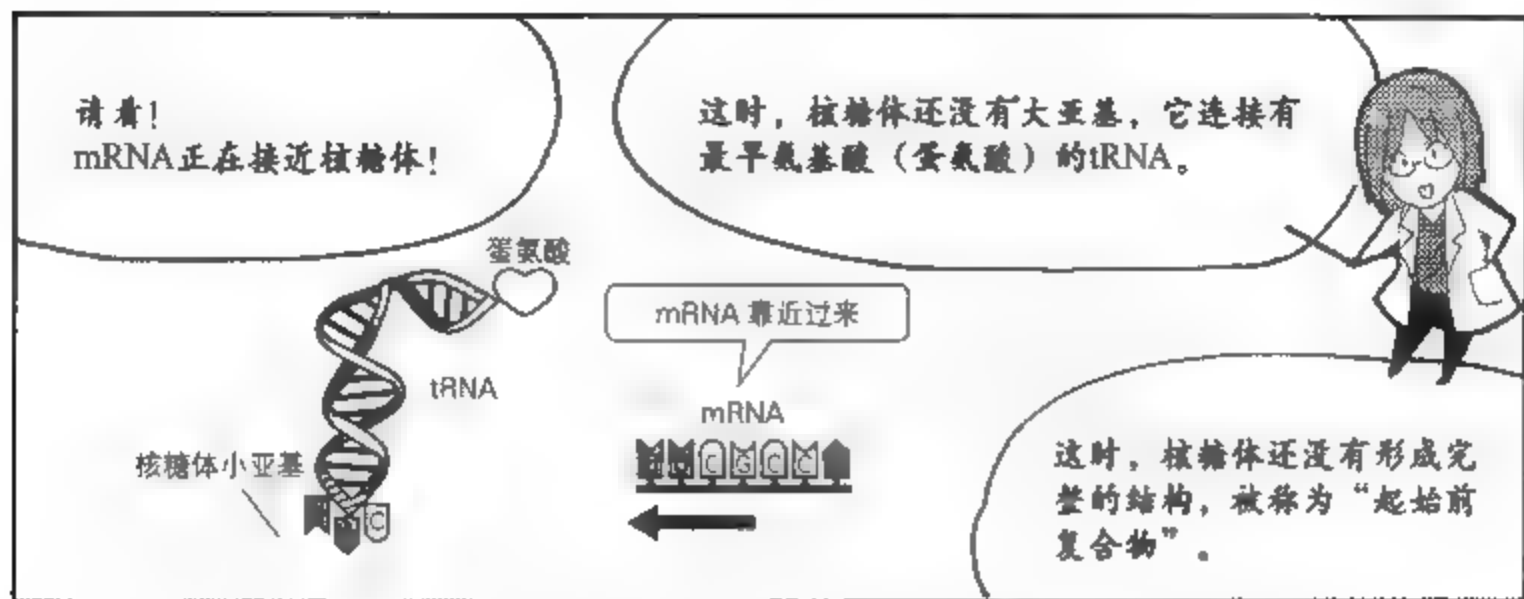 请看！
mRNA正在接近核糖体！
这时，核糖体还没有大亚基，它连接有
最早氨基酸（蛋氨酸）的tRNA。
蛋氨酸
mRNA 靠近过来
tRNA
mRNA
C G C C
核糖体小亚基
C
这时，核糖体还没有形成完
整的结构，被称为“起始前
复合物”。